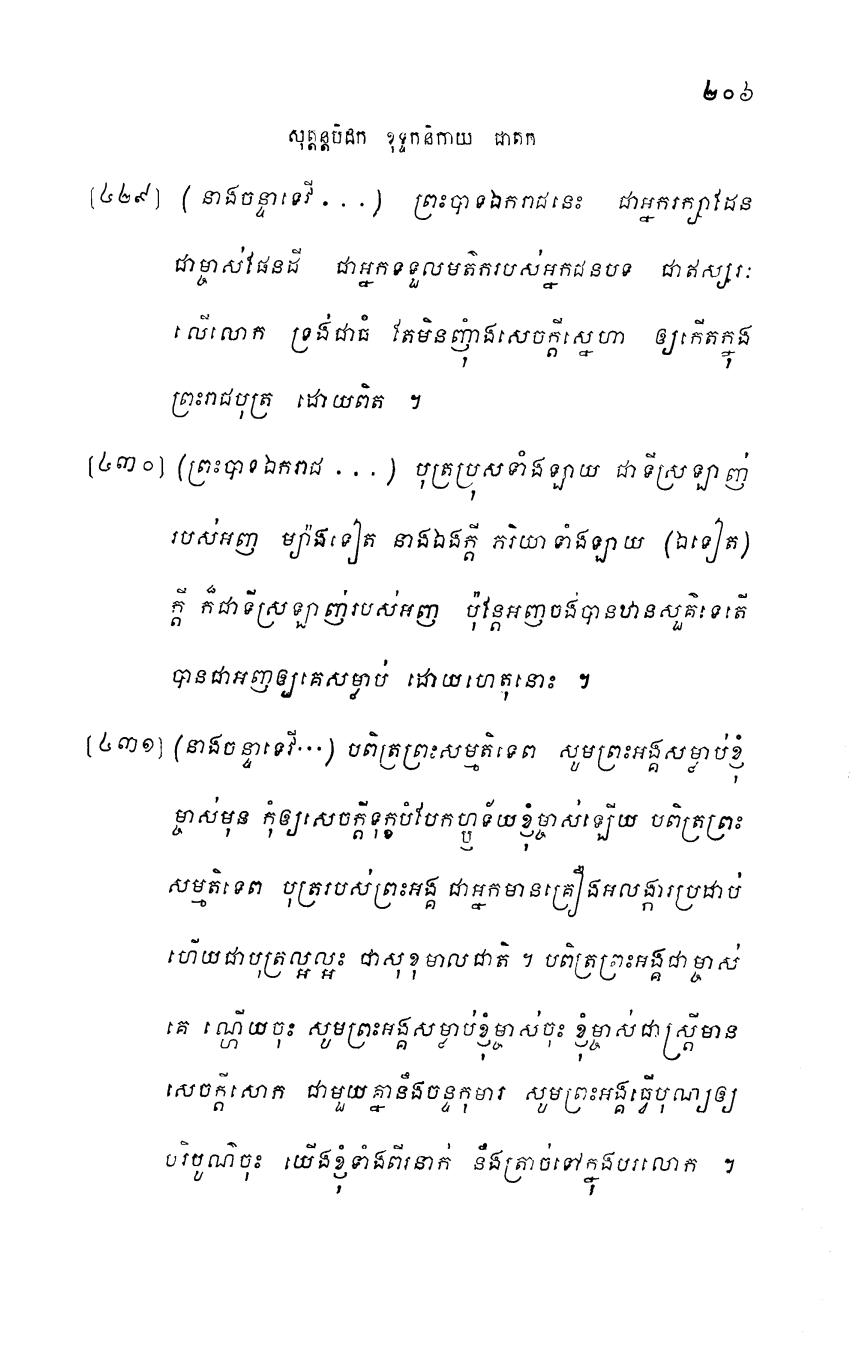 ២០៦
សុត្តន្តបិដក ខុទ្ទកនិកាយ ជាតក
[៤២៩] (នាងចន្ទាទេវី...) ព្រះបាទឯករាជនេះ ជាអ្នករក្សាដែន
ជាម្ចាស់ផែនដី ជាអ្នកទទួលមតិករបស់អ្នកជនបទ ជាឥស្សរៈ
លើលោក ទ្រង់ជាធំ តែមិនញ៉ាំងសេចក្តីស្នេហា ឲ្យកើតក្នុង
ព្រះរាជបុត្រ ដោយពិត ។
[៤៣០] (ព្រះបាទឯករាជ...) បុត្រប្រុសទាំងឡាយ ជាទីស្រឡាញ់
របស់អញ ម្យ៉ាងទៀត នាងឯងក្តី ភរិយាទាំងឡាយ (ឯទៀត)
ក្តី ក៏ជាទីស្រឡាញ់របស់អញ ប៉ុន្តែអញចង់បានឋានសួគ៌ទេតើ
បានជាអញឲ្យគេសម្លាប់ ដោយហេតុនោះ ។
[៤៣១] (នាងចន្ទាទេវី...) បពិត្រព្រះសម្មតិទេព សូមព្រះអង្គសម្លាប់ខ្ញុំ
ម្ចាស់មុន កុំឲ្យសេចក្តីទុក្ខបំបែកហ្ឫទ័យខ្ញុំម្ចាស់ឡើយ បពិត្រព្រះ
សម្មតិទេព បុត្ររបស់ព្រះអង្គ ជាអ្នកមានគ្រឿងអលង្ការប្រដាប់
ហើយជាបុត្រល្អល្អះ ជាសុខុមាលជាតិ ។ បពិត្រព្រះអង្គជាម្ចាស់
គេ ណ្ហើយចុះ សូមព្រះអង្គសម្លាប់ខ្ញុំម្ចាស់ចុះ ខ្ញុំម្ចាស់ជាស្រ្តីមាន
សេចក្តីសោក ជាមួយគ្នានឹងចន្ទកុមារ សូមព្រះអង្គធ្វើបុណ្យឲ្យ
បរិបូណ៌ចុះ យើងខ្ញុំទាំងពីរនាក់ នឹងត្រាច់ទៅក្នុងបរលោក ។